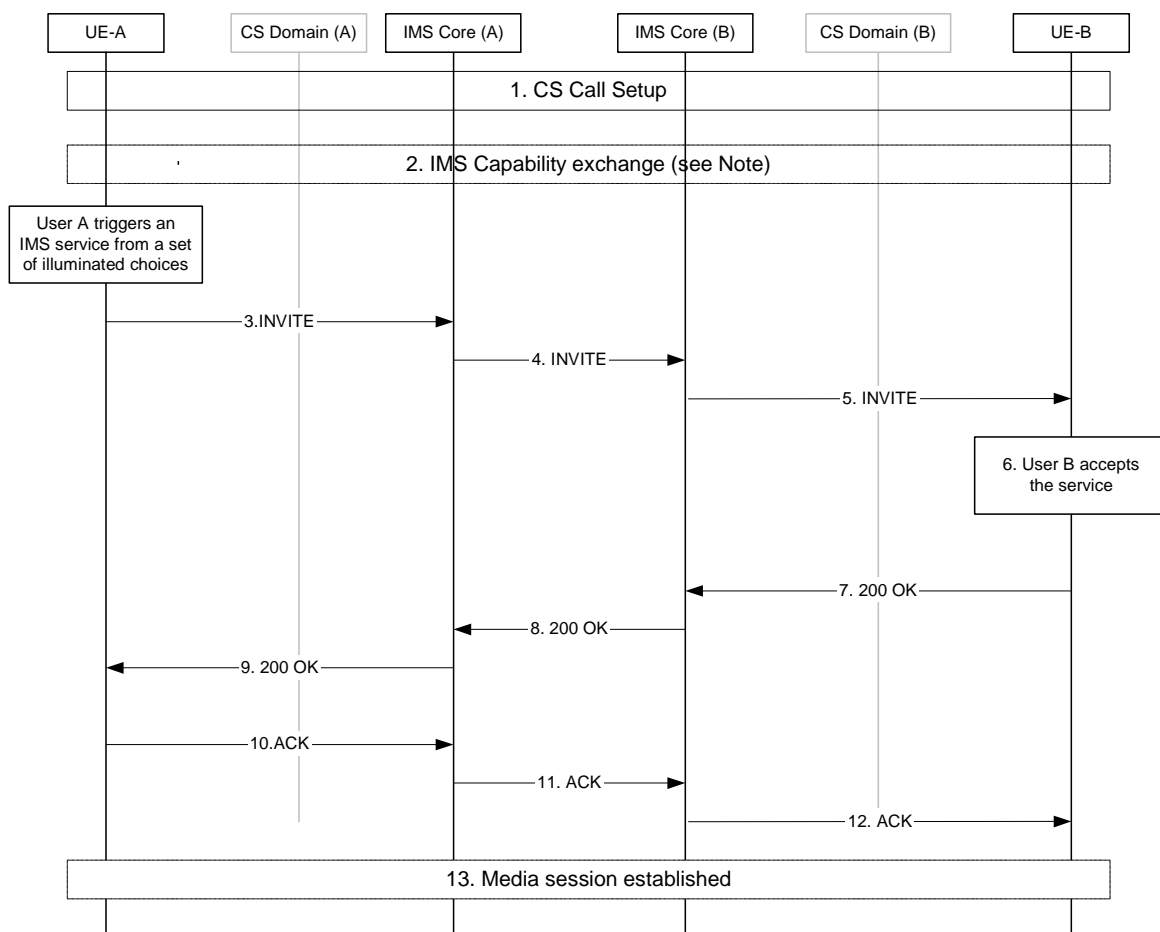 UE-A
CS Domain (A)
IMS Core (A)
IMS Core (B)
CS Domain (B)
UE-B
1. CS Call Setup
2. IMS Capability exchange (see Note)
User A triggers an
IMS service from a set
of illuminated choices
3.INVITE
4. INVITE
5. INVITE
6. User B accepts
the service
7. 200 OK
8. 200 OK
9. 200 OK
10.ACK
11. ACK
12. ACK
13. Media session established